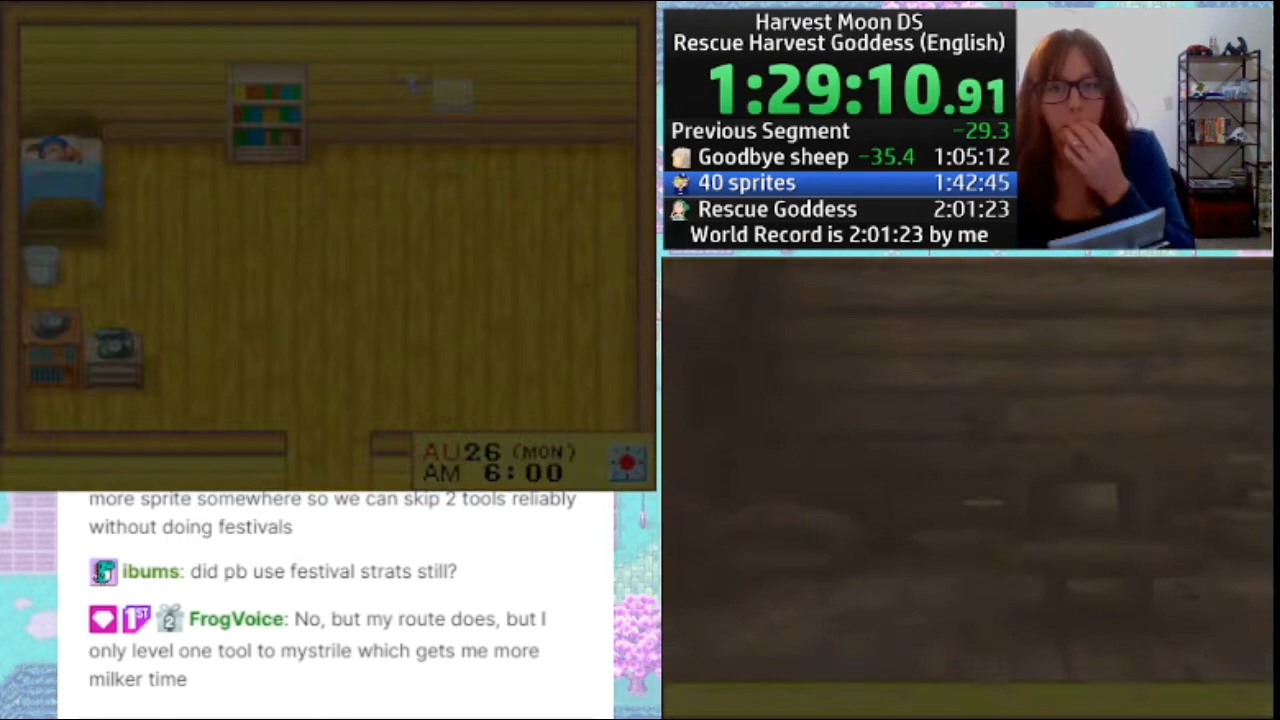 Harvest Moon DS
Rescue Harvest Goddess (English)
1:29:10.91
Previous Segment −29.3
Goodbye sheep −35.4 1:05:12
40 sprites 1:42:45
Rescue Goddess 2:01:23
World Record is 2:01:23 by me
AU26 (MON)
AM 6:00
more sprite somewhere so we can skip 2 tools reliably
without doing festivals
ibums: did pb use festival strats still?
1ST 2 FrogVoice: No, but my route does, but I
only level one tool to mystrile which gets me more
milker time